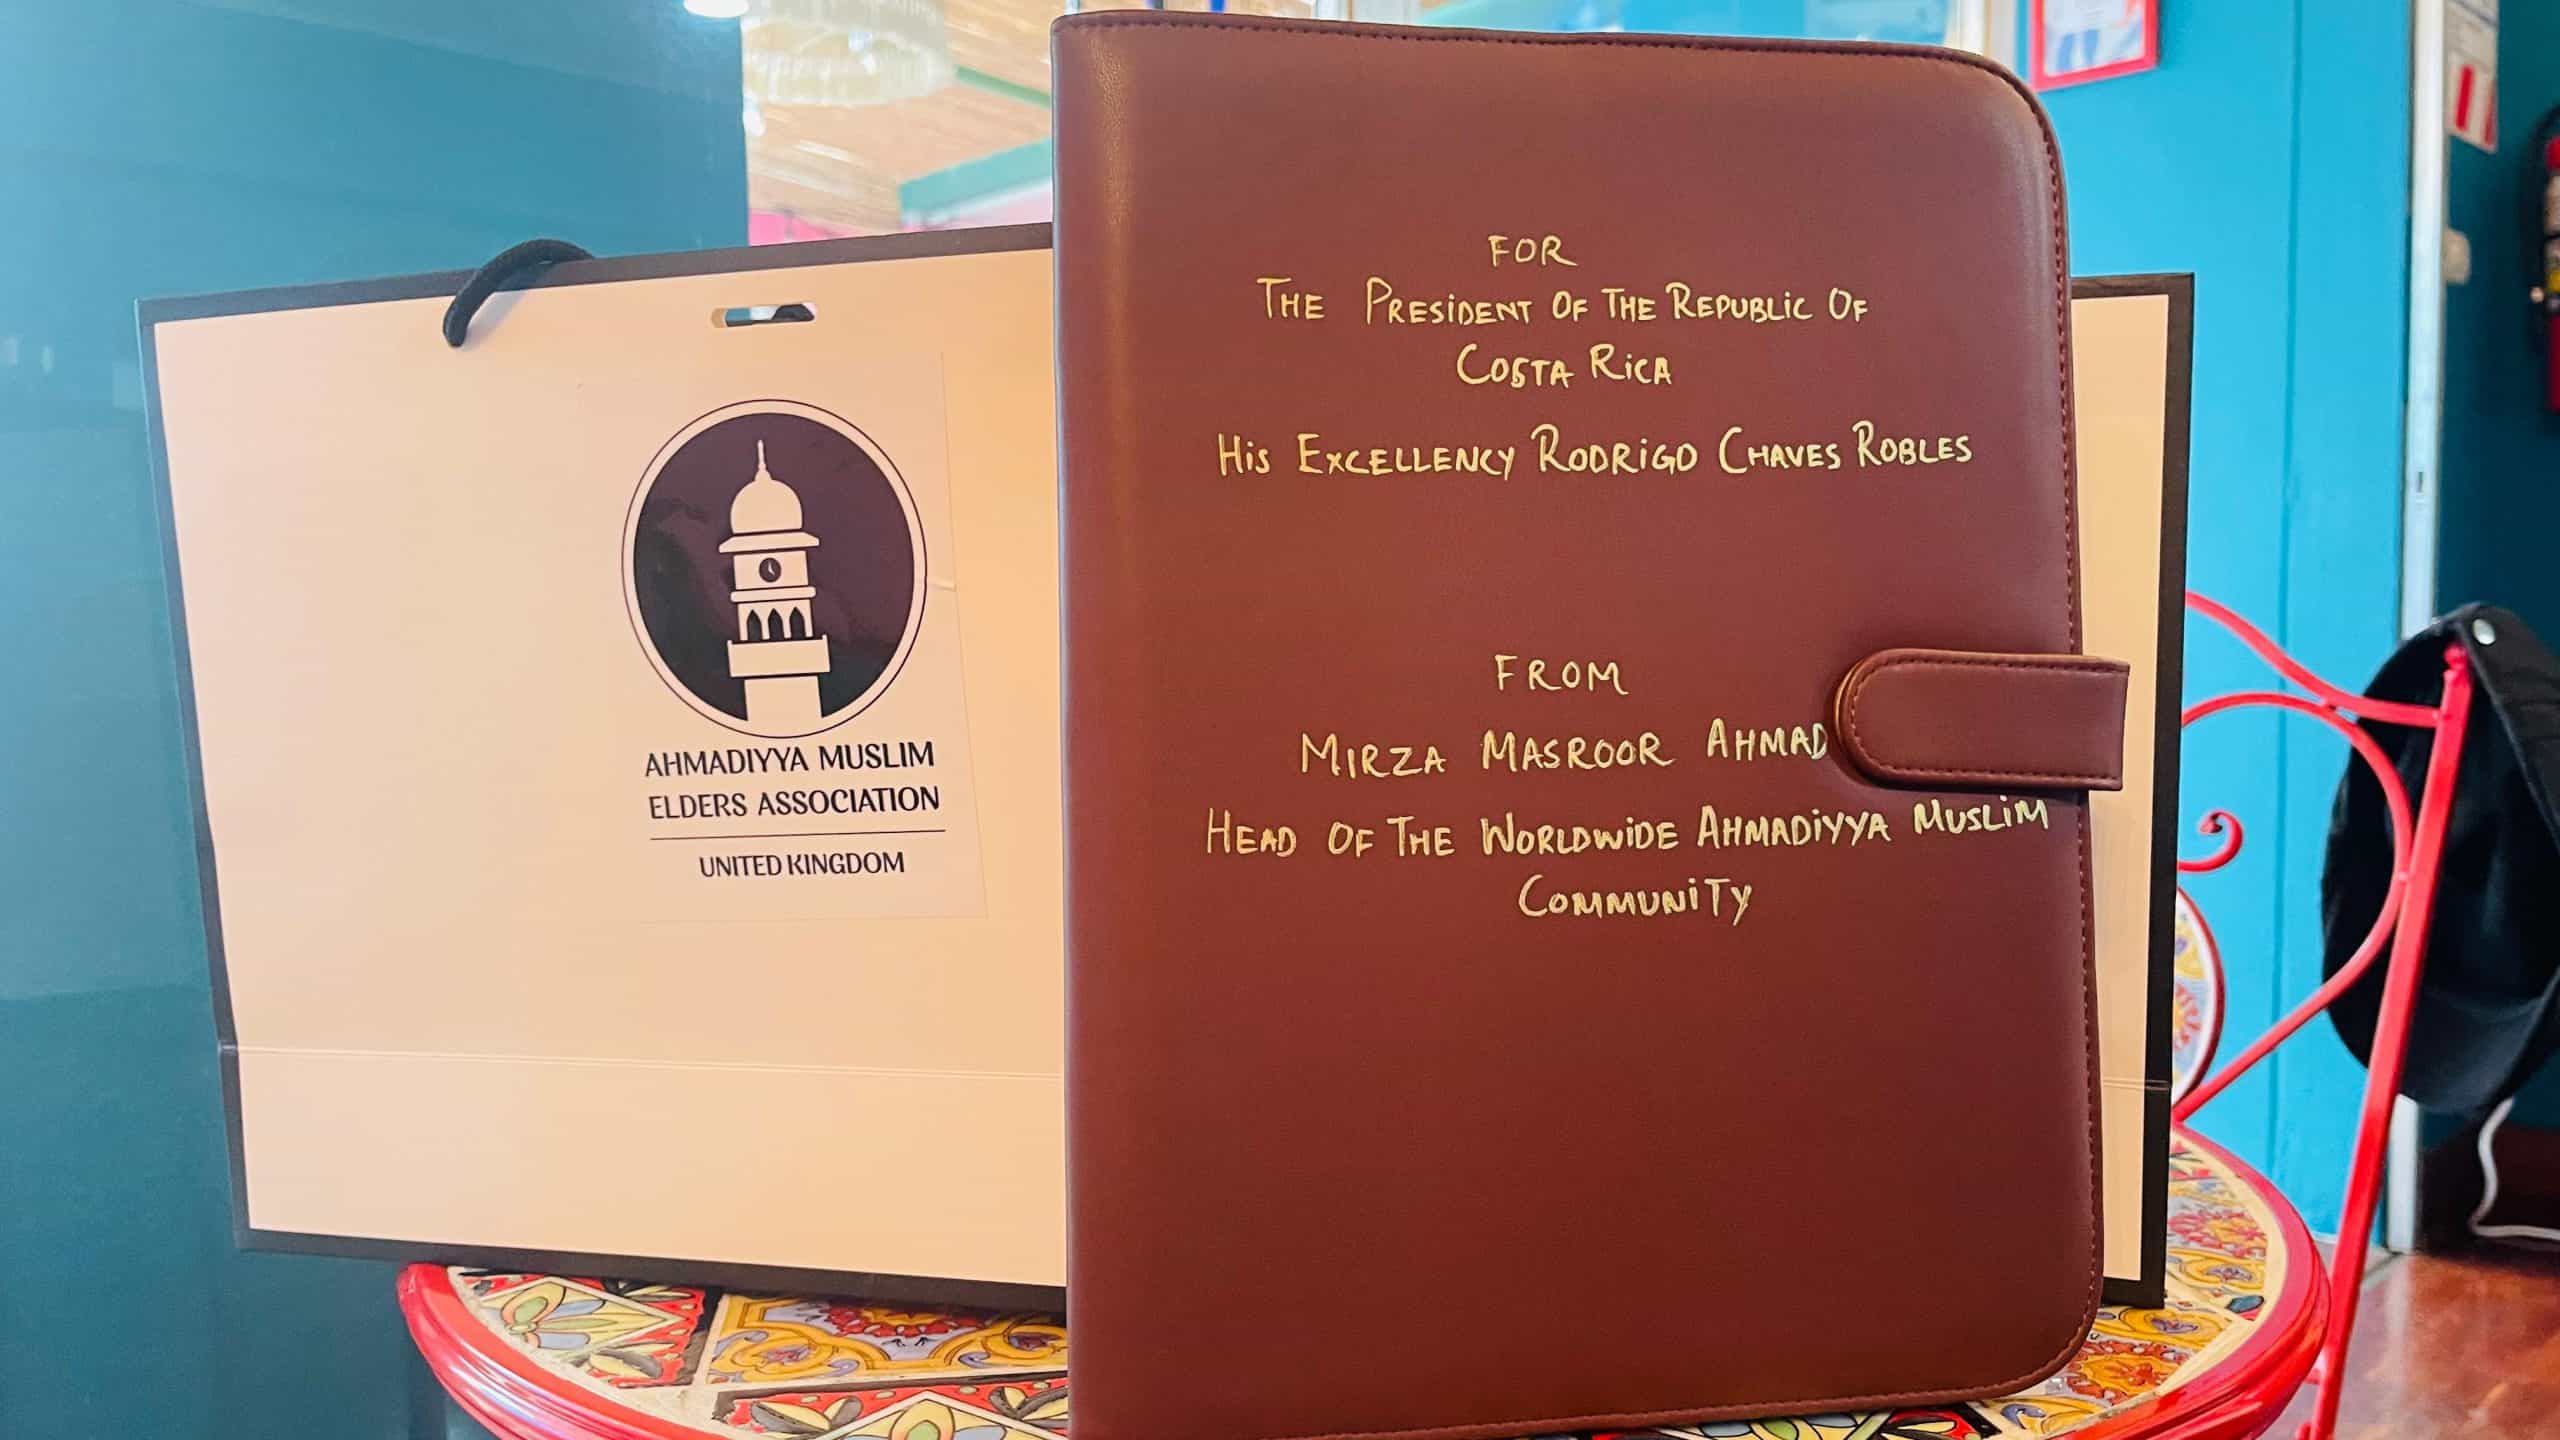 AHMADIYYA MUSLIM
ELDERS ASSOCIATION
UNITED KINGDOM
FOR
THE PRESIDENT OF THE REPUBLIC OF
COSTA RICA
HIS EXCELLENCY RODRIGO CHAVES ROBLES
FROM
MIRZA MASROOR AHMAD
HEAD OF THE WORLDWIDE AHMADIYYA MUSLIM
COMMUNITY